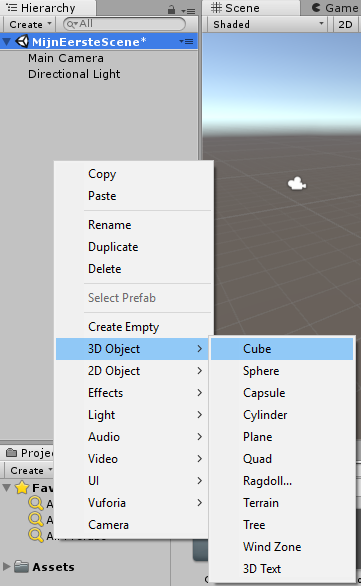 Hierarchy
Scene
Game
Create
All
Shaded
2D
MijnEersteScene*
Main Camera
Directional Light
Copy
Paste
Rename
Duplicate
Delete
Select Prefab
Create Empty
3D Object
2D Object
Effects
Light
Audio
Video
UI
Vuforia
Camera
Cube
Sphere
Capsule
Cylinder
Plane
Quad
Ragdoll...
Terrain
Tree
Wind Zone
3D Text
Proje
Create
Fav
Assets